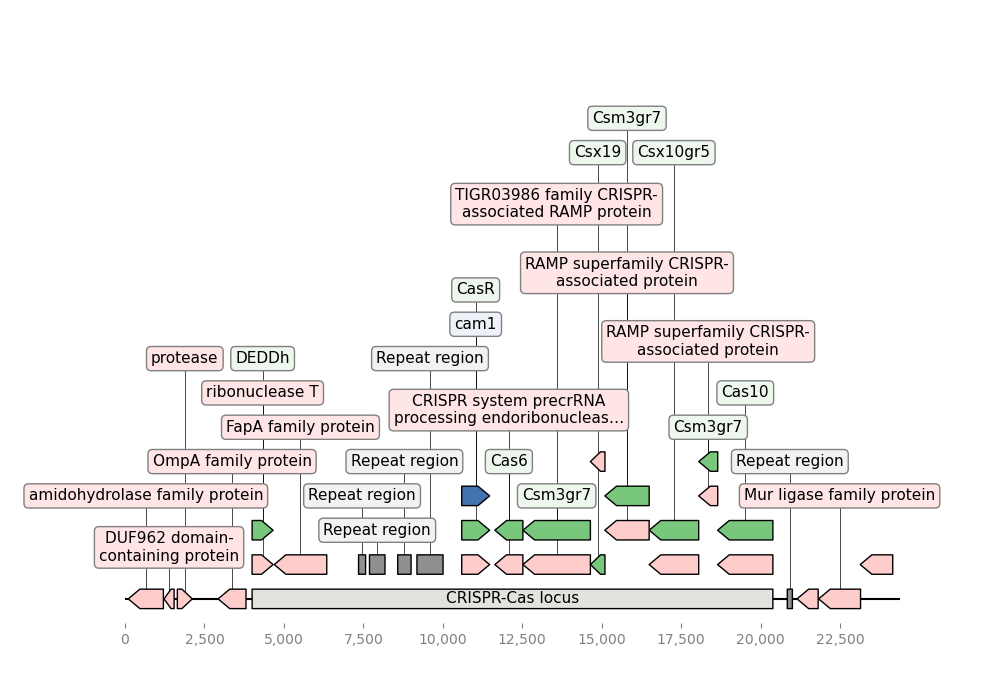 Csm3gr7
Csx19
Csx10gr5
TIGR03986 family CRISPR-
associated RAMP protein
RAMP superfamily CRISPR-
associated protein
CasR
cam1
RAMP superfamily CRISPR-
associated protein
protease
DEDDh
Repeat region
ribonuclease T
CRISPR system precrRNA
processing endoribonucleas...
Cas10
FapA family protein
Csm3gr7
OmpA family protein
Repeat region
Cas6
Repeat region
amidohydrolase family protein
Repeat region
Csm3gr7
Mur ligase family protein
DUF962 domain-
containing protein
Repeat region
CRISPR-Cas locus
0
2,500
5,000
7,500
10,000
12,500
15,000
17,500
20,000
22,500